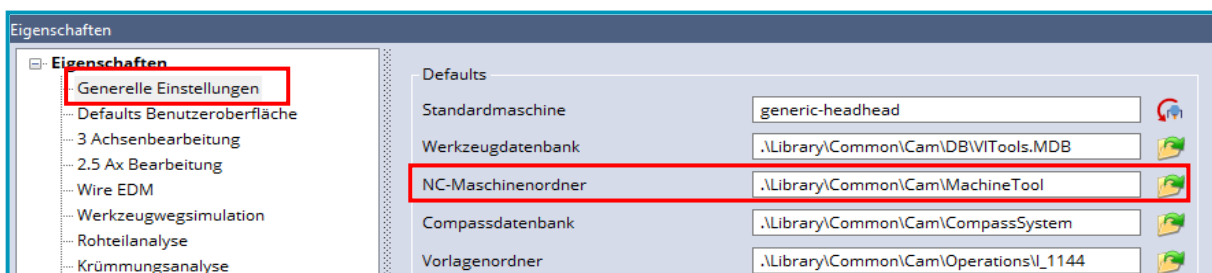 Eigenschaften
Eigenschaften
Generelle Einstellungen
Defaults Benutzeroberfläche
3 Achsenbearbeitung
2.5 Ax Bearbeitung
Wire EDM
Werkzeugwegsimulation
Rohteilanalyse
Krümmungsanalyse
Defaults
Standardmaschine generic-headhead
Werkzeugdatenbank .\Library\Common\Cam\DB\VITools.MDB
NC-Maschinenordner .\Library\Common\Cam\MachineTool
Compassdatenbank .\Library\Common\Cam\CompassSystem
Vorlagenordner .\Library\Common\Cam\Operations\I_1144